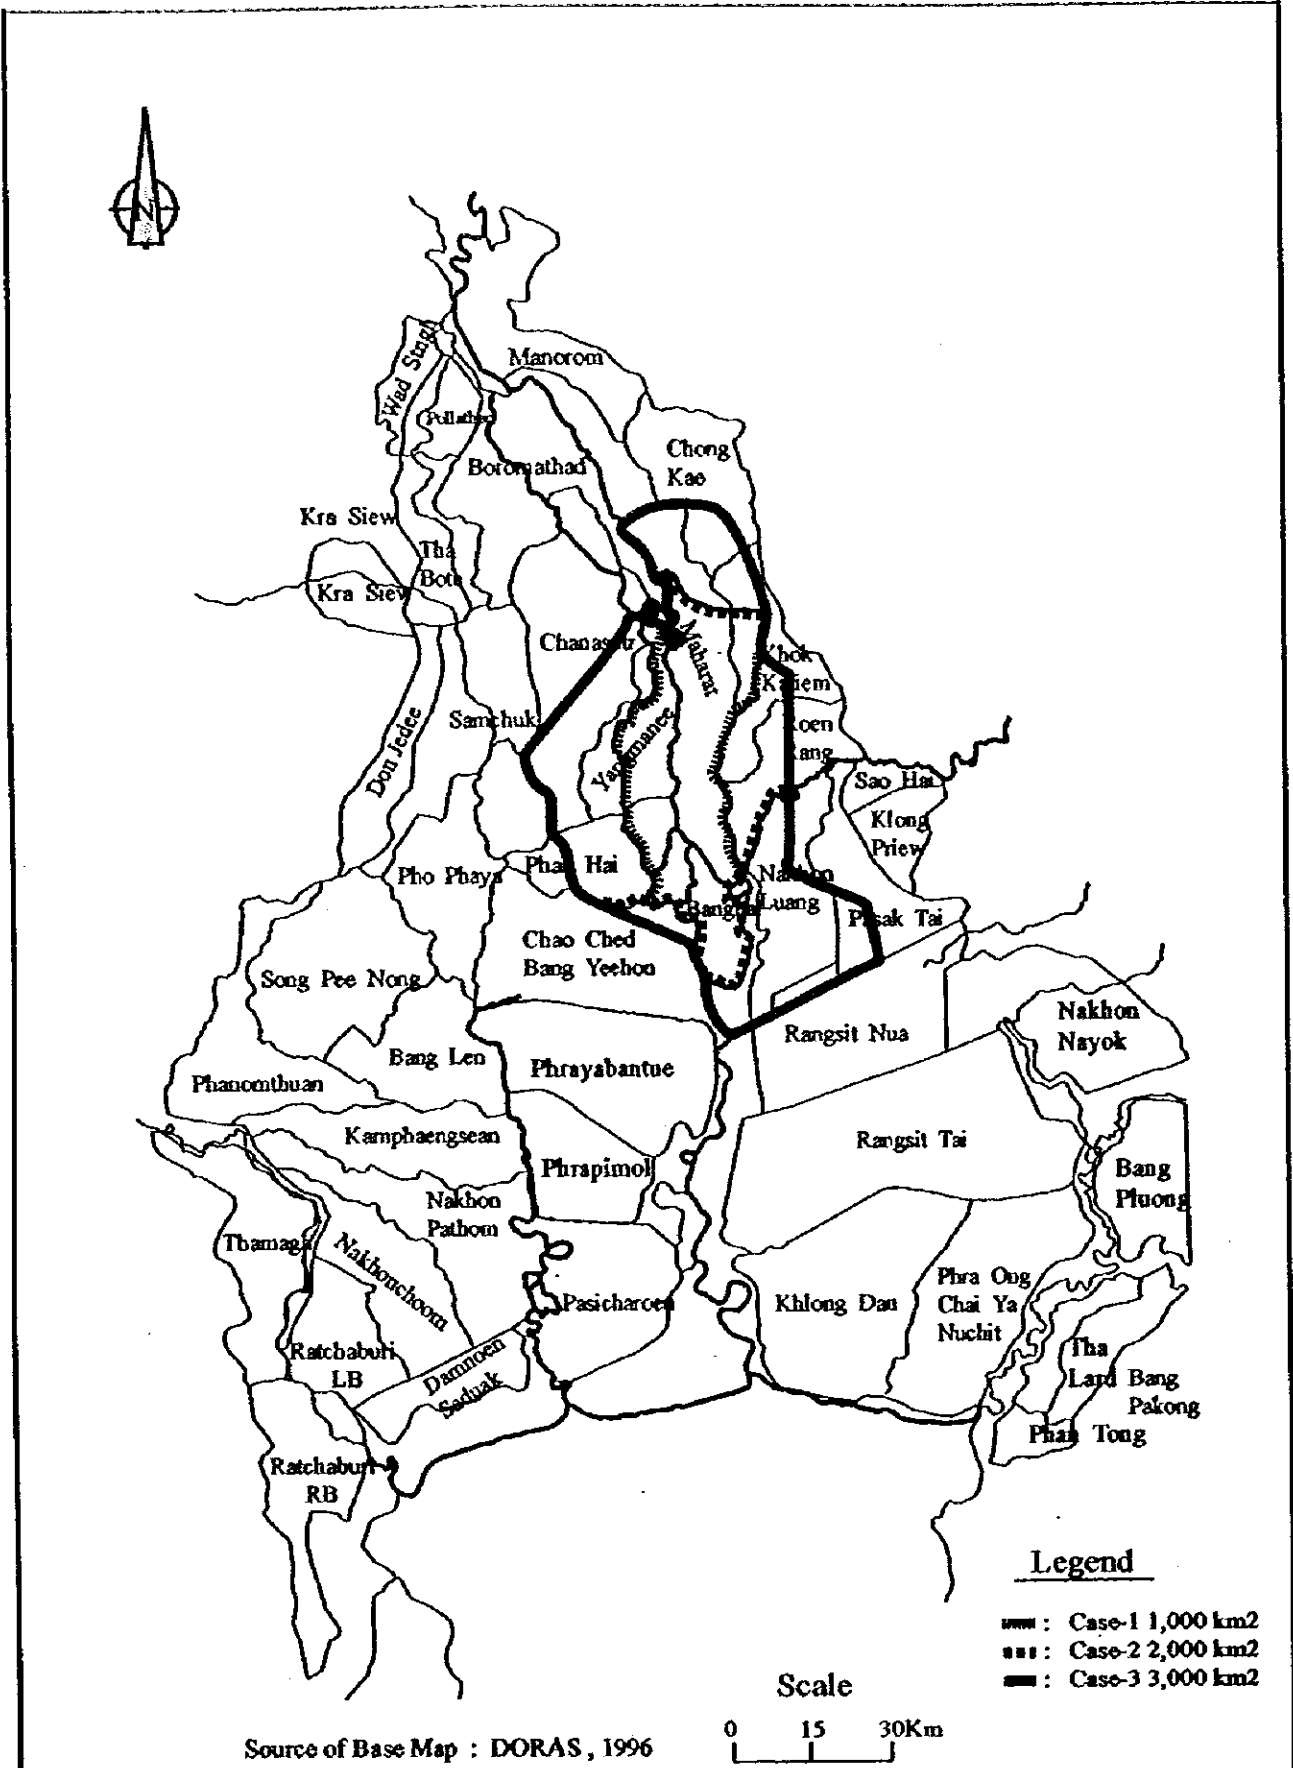 N
Manorom
Wad Singh
Chong
Kae
Boromathad
Kra Siew
Tha
Bote
Kra Siew
Chanasutr
Maharat
Khok
Katiem
Samchuk
Don Jedee
Yangmanee
Roen
Rang
Sao Hai
Klong
Priew
Phak Hai
Pho Phaya
Nakhon
Luang
Bangbal
Pasak Tai
Chao Ched
Bang Yeehon
Song Pee Nong
Nakhon
Nayok
Rangsit Nua
Bang Len
Phrayabantue
Phanomthuan
Kamphaengsean
Rangsit Tai
Phrapimol
Bang
Pluong
Nakhon
Pathom
Thamaga
Nakhonchoom
Phra Ong
Chai Ya
Nuchit
Pasicharoen
Khlong Dan
Ratchaburi
LB
Damnoen
Saduak
Tha
Lard
Bang
Pakong
Phan Tong
Ratchaburi
RB
Legend
: Case-1 1,000 km2
: Case-2 2,000 km2
: Case-3 3,000 km2
Scale
0 15 30Km
Source of Base Map : DORAS , 1996